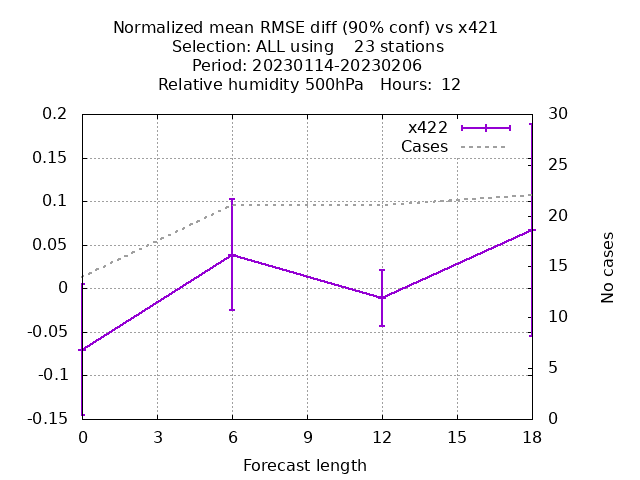 Normalized mean RMSE diff (90% conf) vs x421
Selection: ALL using    23 stations
Period: 20230114-20230206
Relative humidity 500hPa   Hours:  12
x422
Cases
0.2
0.15
0.1
0.05
0
-0.05
-0.1
-0.15
30
25
20
15
10
5
0
No cases
0 3 6 9 12 15 18
Forecast length